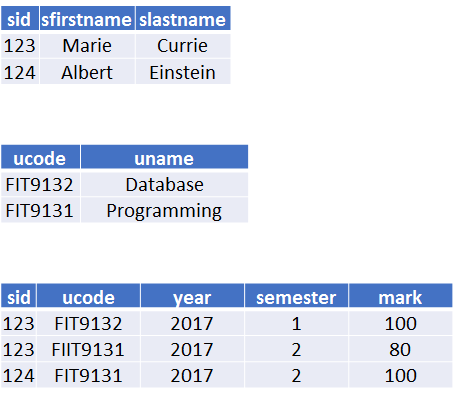 sid sfirstname slastname
123 Marie Currie
124 Albert Einstein
ucode uname
FIT9132 Database
FIT9131 Programming
sid ucode year semester mark
123 FIT9132 2017 1 100
123 FIIT9131 2017 2 80
124 FIT9131 2017 2 100